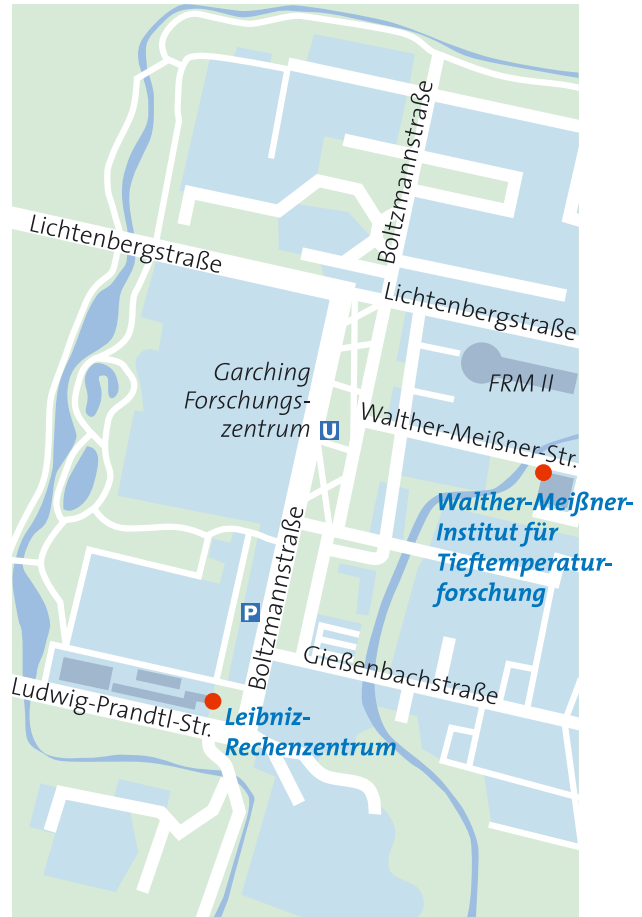 Boltzmannstraße
Lichtenbergstraße
Lichtenbergstraße
Garching
Forschungs-
zentrum
U
FRM II
Walther-Meißner-Str.
Walther-Meißner-
Institut für
Tieftemperatur-
forschung
Boltzmannstraße
P
Gießenbachstraße
Ludwig-Prandtl-Str.
Leibniz-
Rechenzentrum